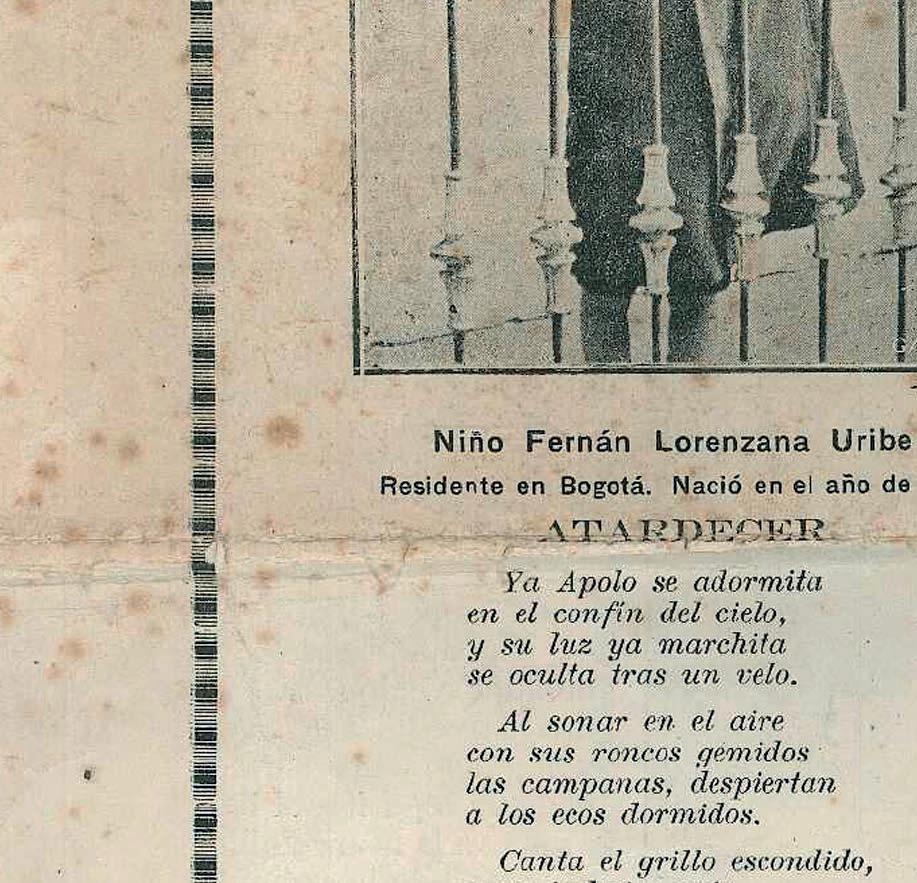 Niño Fernán Lorenzana Uribe
Residente en Bogotá. Nació en el año de
ATARDECER
Ya Apolo se adormita
en el confín del cielo,
y su luz ya marchita
se oculta tras un velo.
Al sonar en el aire
con sus roncos gemidos
las campanas, despiertan
a los ecos dormidos.
Canta el grillo escondido,